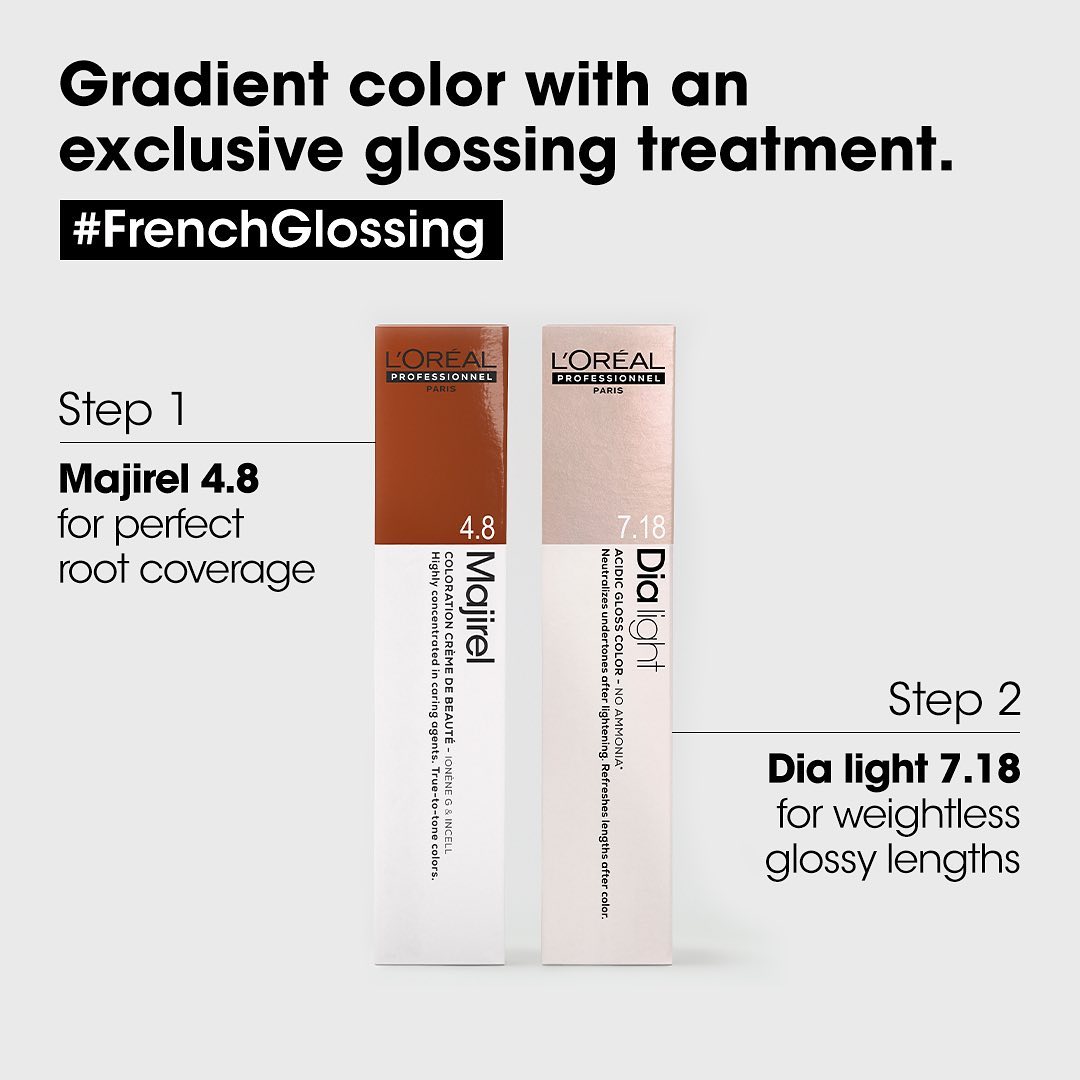 Gradient color with an
exclusive glossing treatment.
#FrenchGlossing
Step 1
Majirel 4.8
for perfect
root coverage
L'ORÉAL
PROFESSIONNEL
PARIS
4.8
Majirel
COLORATION CRÈME DE BEAUTÉ - IONÈNE G & INCELL
Highly concentrated in caring agents. True-to-tone colors.
L'ORÉAL
PROFESSIONNEL
PARIS
7.18
Dia light
ACIDIC GLOSS COLOR - NO AMMONIA*
Neutralizes undertones after lightening. Refreshes lengths after color.
Step 2
Dia light 7.18
for weightless
glossy lengths